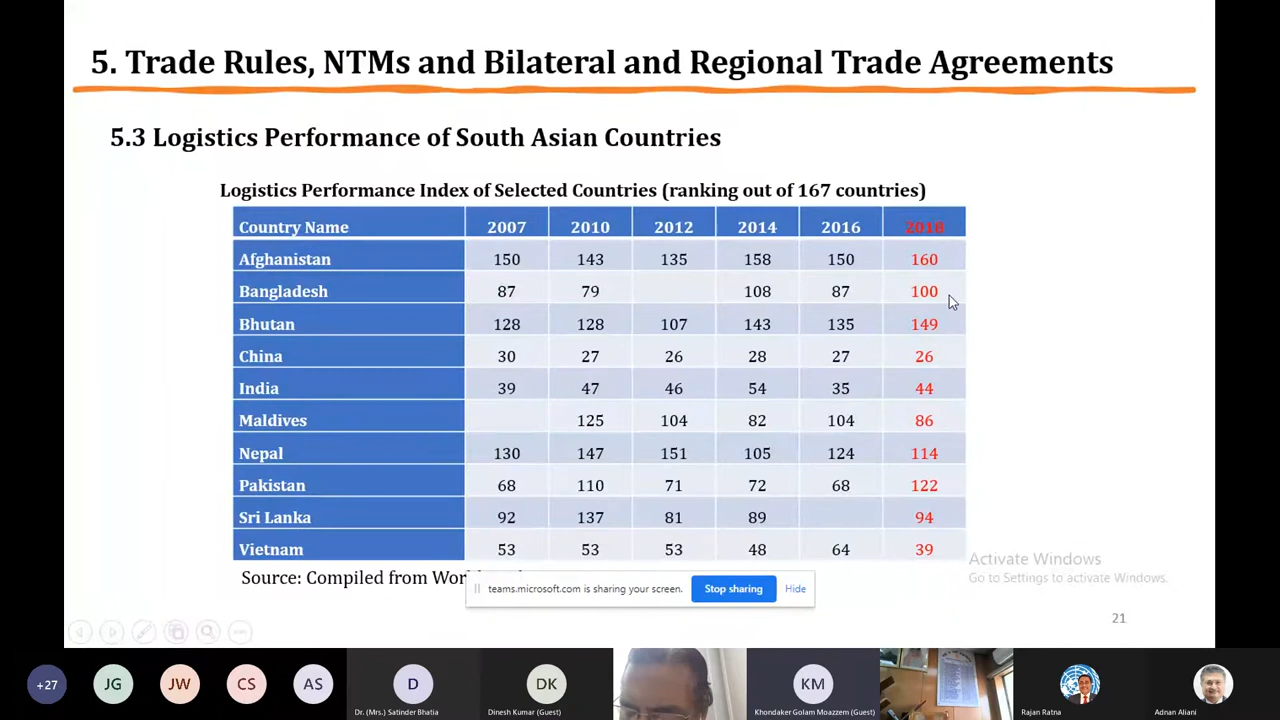 5. Trade Rules, NTMs and Bilateral and Regional Trade Agreements
5.3 Logistics Performance of South Asian Countries
Logistics Performance Index of Selected Countries (ranking out of 167 countries)
Country Name 2007 2010 2012 2014 2016 2018
Afghanistan 150 143 135 158 150 160
Bangladesh 87 79 108 87 100
Bhutan 128 128 107 143 135 149
China 30 27 26 28 27 26
India 39 47 46 54 35 44
Maldives 125 104 82 104 86
Nepal 130 147 151 105 124 114
Pakistan 68 110 71 72 68 122
Sri Lanka 92 137 81 89 94
Vietnam 53 53 53 48 64 39
Source: Compiled from
teams.microsoft.com is sharing your screen. Stop sharing Hide
Activate Windows
Go to Settings to activate Windows.
21
+27 JG JW CS AS D DK KM
Dr. (Mrs.) Satinder Bhatia Dinesh Kumar (Guest) Khondaker Golam Moazzem (Guest) Rajan Ratna Adnan Aliani